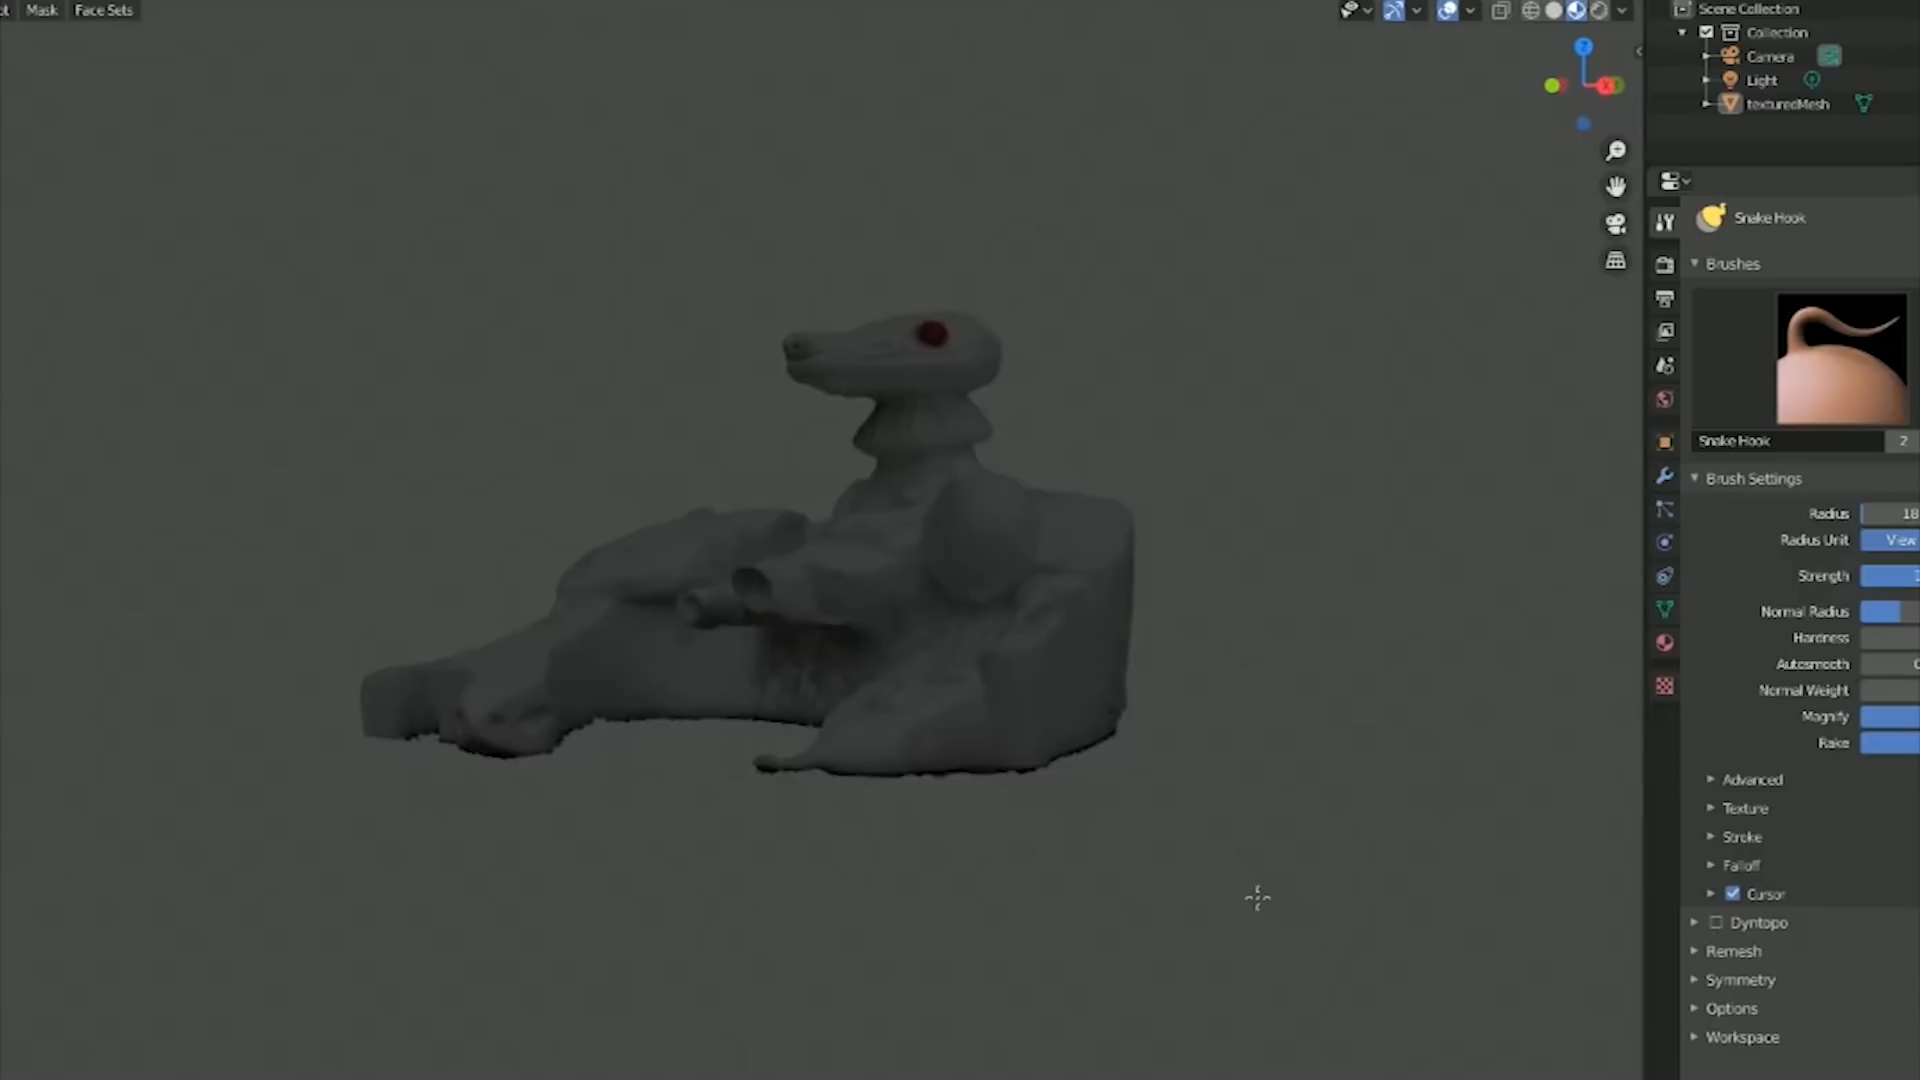 Mask Face Sets
Scene Collection
Collection
Camera
Light
texturedMesh
Z
X
Snake Hook
Brushes
Snake Hook 2
Brush Settings
Radius 18
Radius Unit View
Strength
Normal Radius
Hardness
Autosmooth
Normal Weight
Magnify
Rake
Advanced
Texture
Stroke
Falloff
Cursor
Dyntopo
Remesh
Symmetry
Options
Workspace